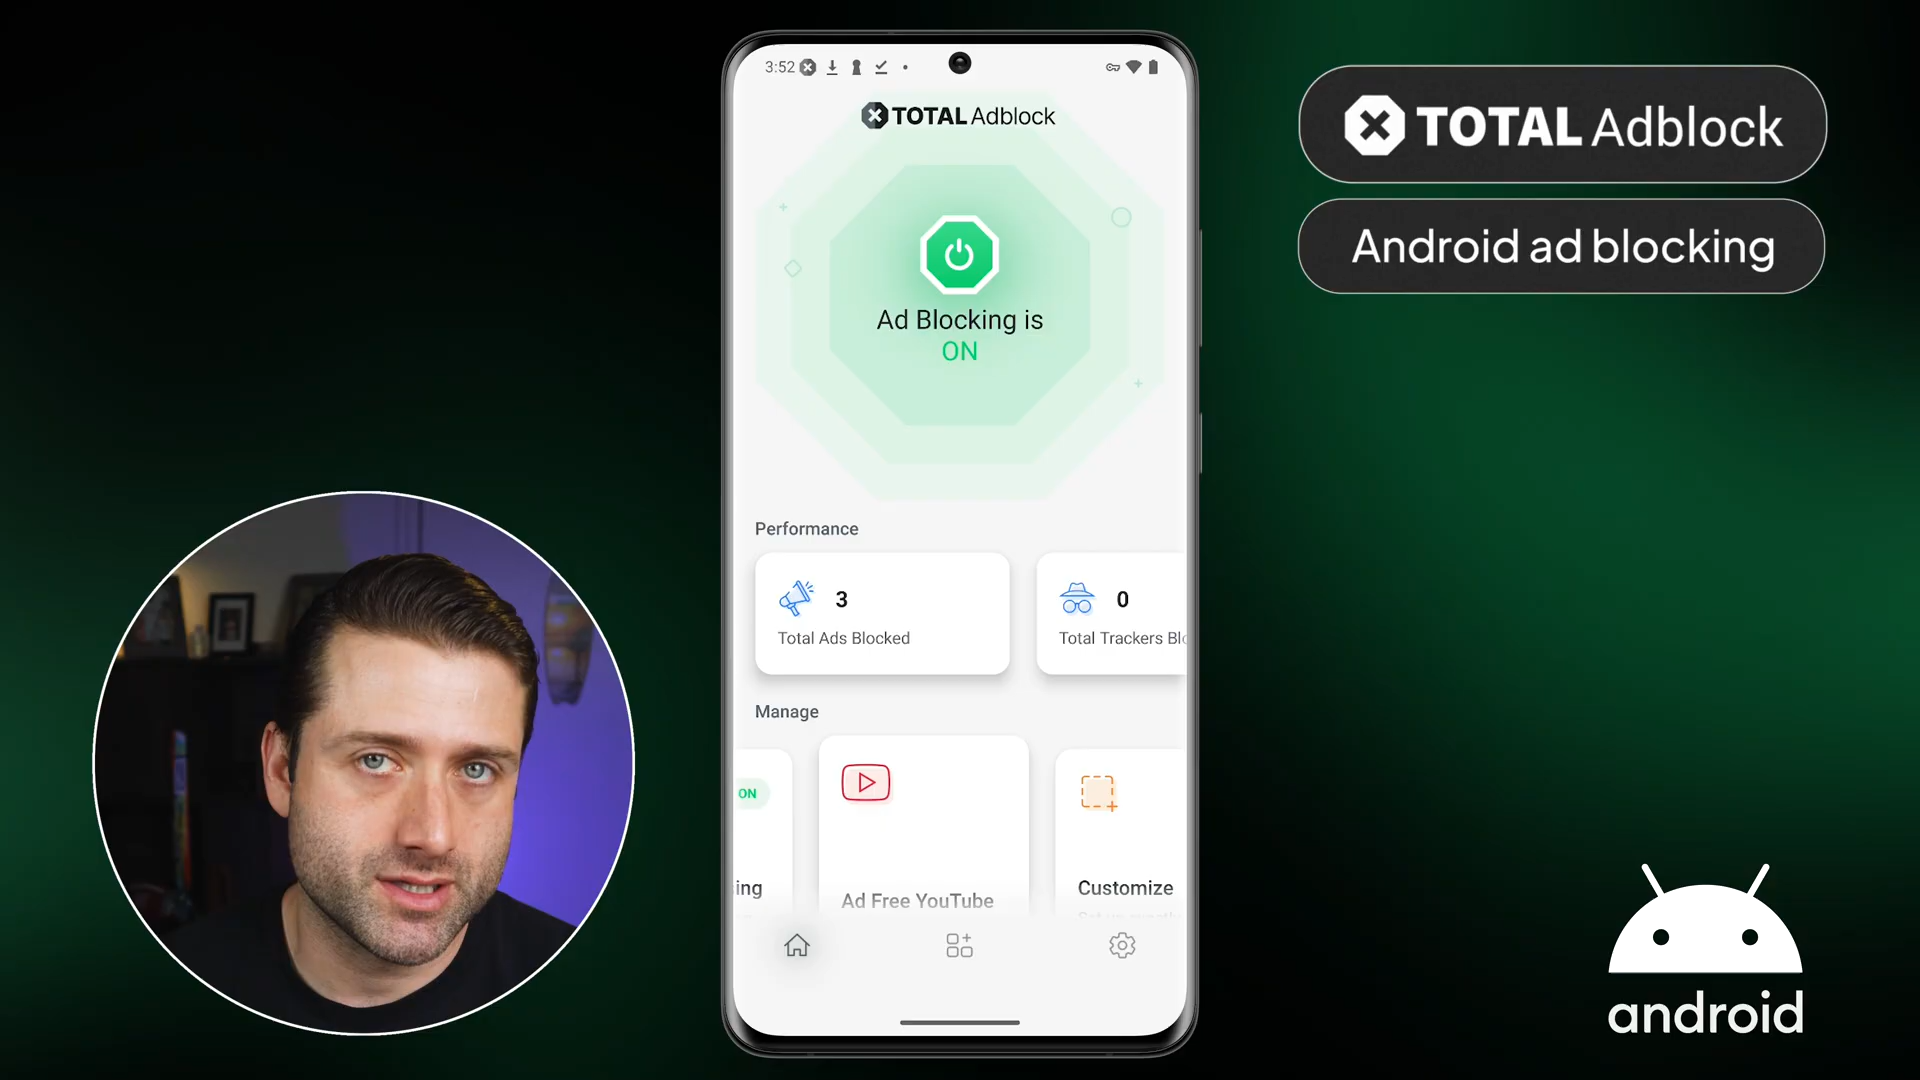 3:52
TOTAL Adblock
Ad Blocking is
ON
Performance
3
Total Ads Blocked
0
Total Trackers Blo
Manage
ON
ing
Ad Free YouTube
Customize
TOTAL Adblock
Android ad blocking
android